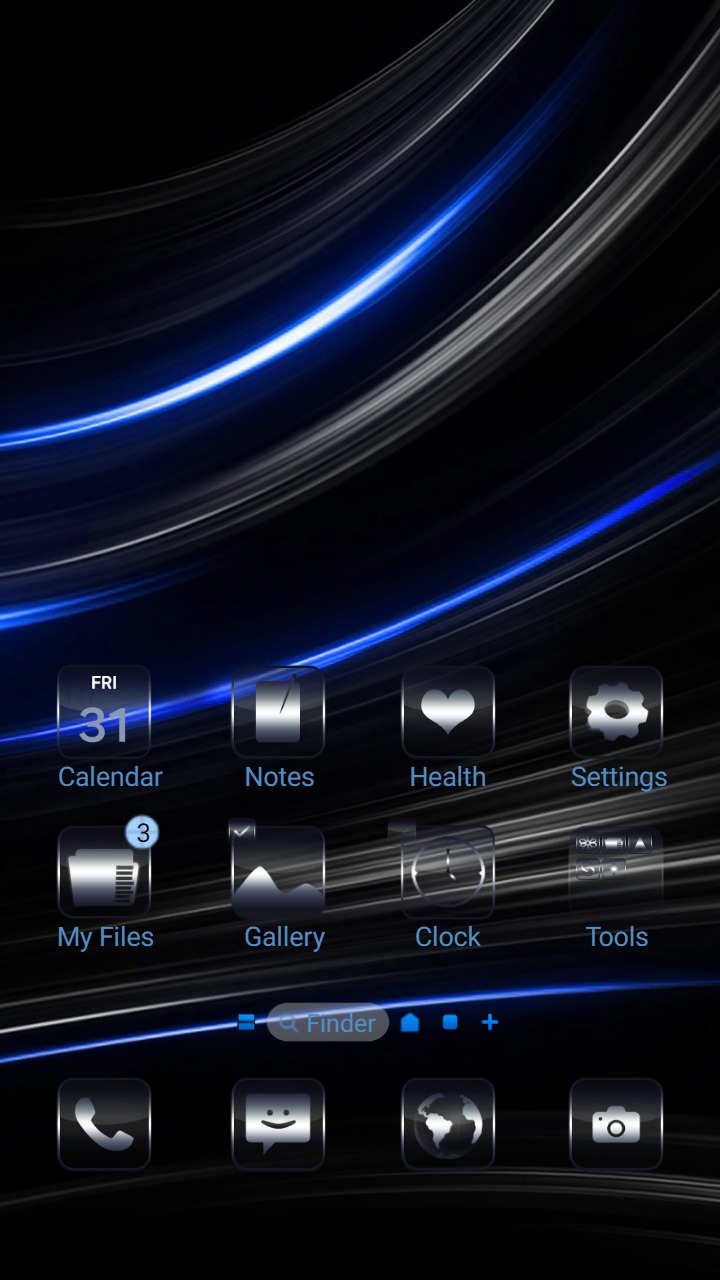 FRI
31
Calendar
Notes
Health
Settings
3
My Files
Gallery
Clock
Tools
Finder